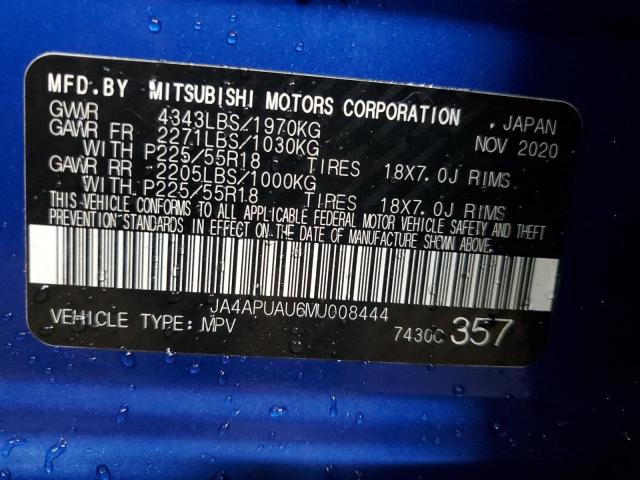 MFD.BY MITSUBISHI MOTORS CORPORATION, JAPAN
GVWR 4343LBS/1970KG NOV 2020
GAWR FR 2271LBS/1030KG
WITH P225/55R18 TIRES 18X7.0J RIMS
GAWR RR 2205LBS/1000KG
WITH P225/55R18 TIRES 18X7.0J RIMS
THIS VEHICLE CONFORMS TO ALL APPLICABLE FEDERAL MOTOR VEHICLE SAFETY AND THEFT
PREVENTION STANDARDS IN EFFECT ON THE DATE OF MANUFACTURE SHOWN ABOVE.
JA4APUAU6MU008444
VEHICLE TYPE:MPV 7430C 357